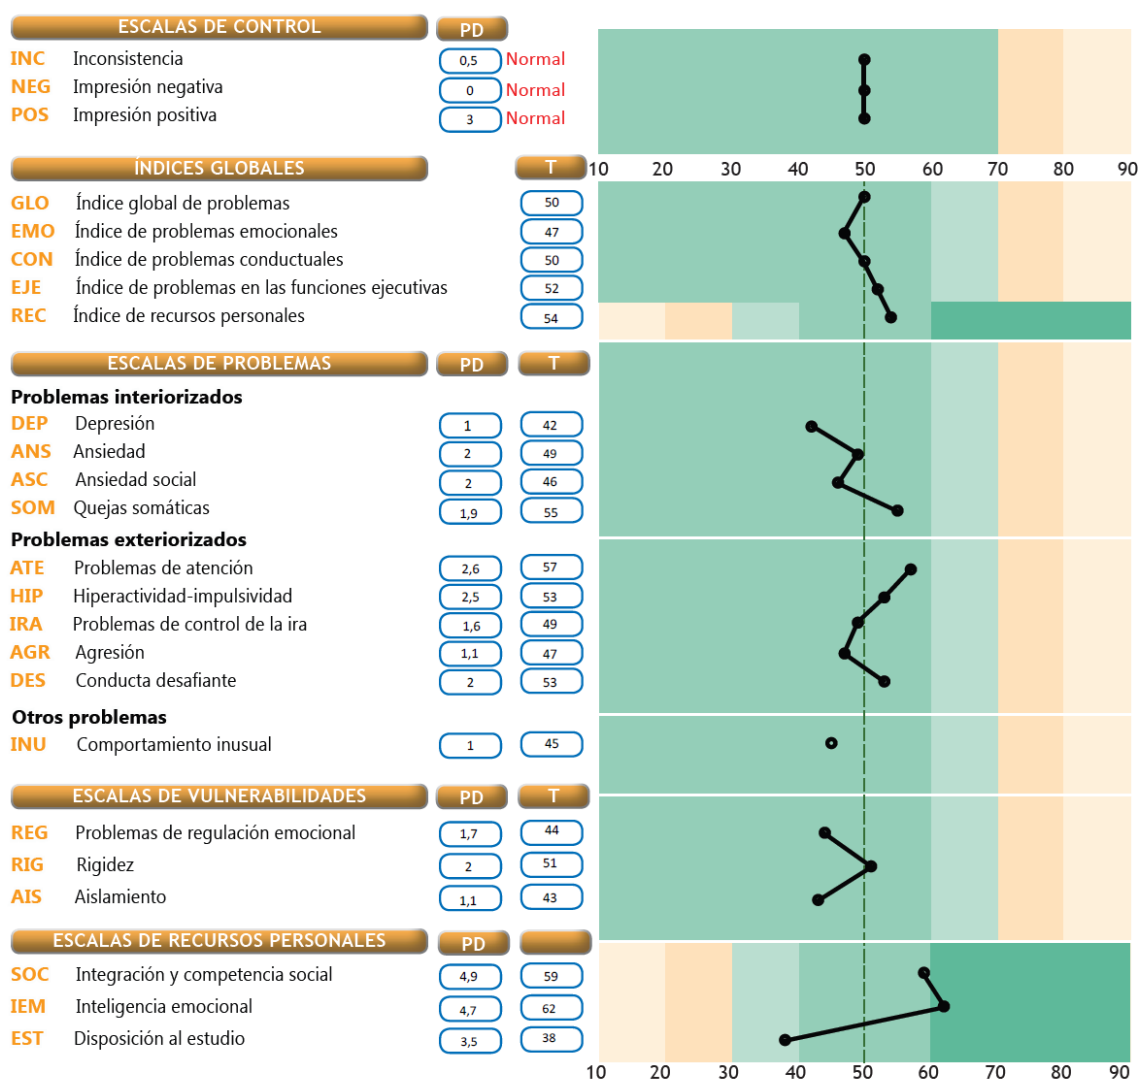 ESCALAS DE CONTROL PD
INC Inconsistencia 0,5 Normal
NEG Impresión negativa 0 Normal
POS Impresión positiva 3 Normal
ÍNDICES GLOBALES T 10 20 30 40 50 60 70 80 90
GLO Índice global de problemas 50
EMO Índice de problemas emocionales 47
CON Índice de problemas conductuales 50
EJE Índice de problemas en las funciones ejecutivas 52
REC Índice de recursos personales 54
ESCALAS DE PROBLEMAS PD T
Problemas interiorizados
DEP Depresión 1 42
ANS Ansiedad 2 49
ASC Ansiedad social 2 46
SOM Quejas somáticas 1,9 55
Problemas exteriorizados
ATE Problemas de atención 2,6 57
HIP Hiperactividad-impulsividad 2,5 53
IRA Problemas de control de la ira 1,6 49
AGR Agresión 1,1 47
DES Conducta desafiante 2 53
Otros problemas
INU Comportamiento inusual 1 45
ESCALAS DE VULNERABILIDADES PD T
REG Problemas de regulación emocional 1,7 44
RIG Rigidez 2 51
AIS Aislamiento 1,1 43
ESCALAS DE RECURSOS PERSONALES PD
SOC Integración y competencia social 4,9 59
IEM Inteligencia emocional 4,7 62
EST Disposición al estudio 3,5 38
10 20 30 40 50 60 70 80 90